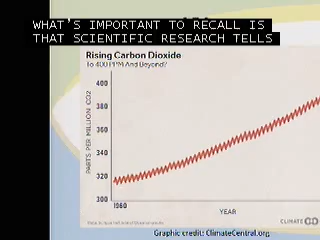 WHAT'S IMPORTANT TO RECALL IS
THAT SCIENTIFIC RESEARCH TELLS
Rising Carbon Dioxide
To 400 PPM And Beyond?
PARTS PER MILLION CO2
400
380
360
340
320
300
1960
YEAR
CLIMATE
Graphic credit: ClimateCentral.org